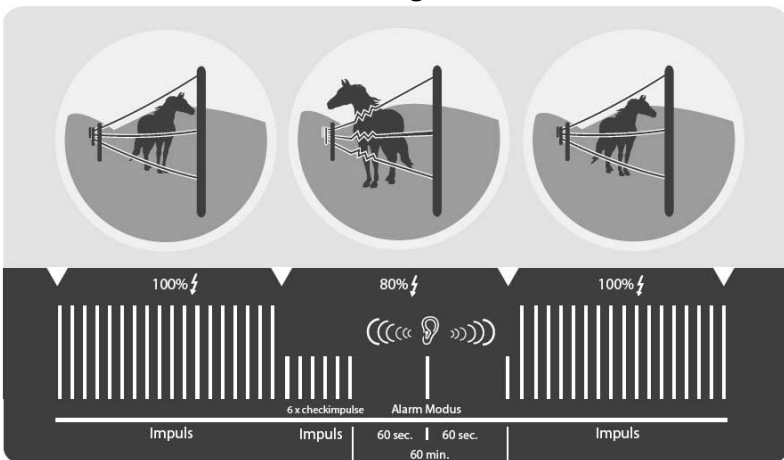 100% 80% 100%
6 x checkimpulse Alarm Modus
Impuls Impuls 60 sec. 60 sec. Impuls
60 min.